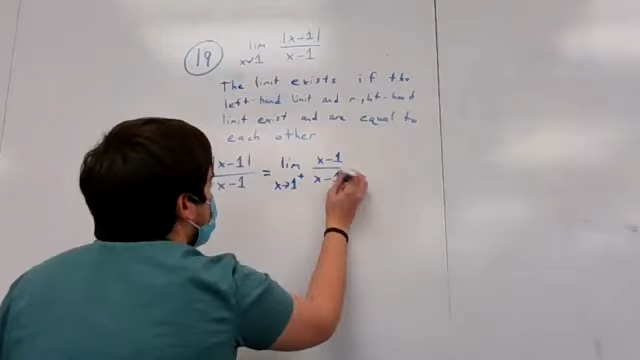 19 lim x→1 |x-1| / x-1
The limit exists if the
left-hand limit and right-hand
limit exist and are equal to
each other
|x-1| / x-1 = lim x→1⁺ x-1 / x-